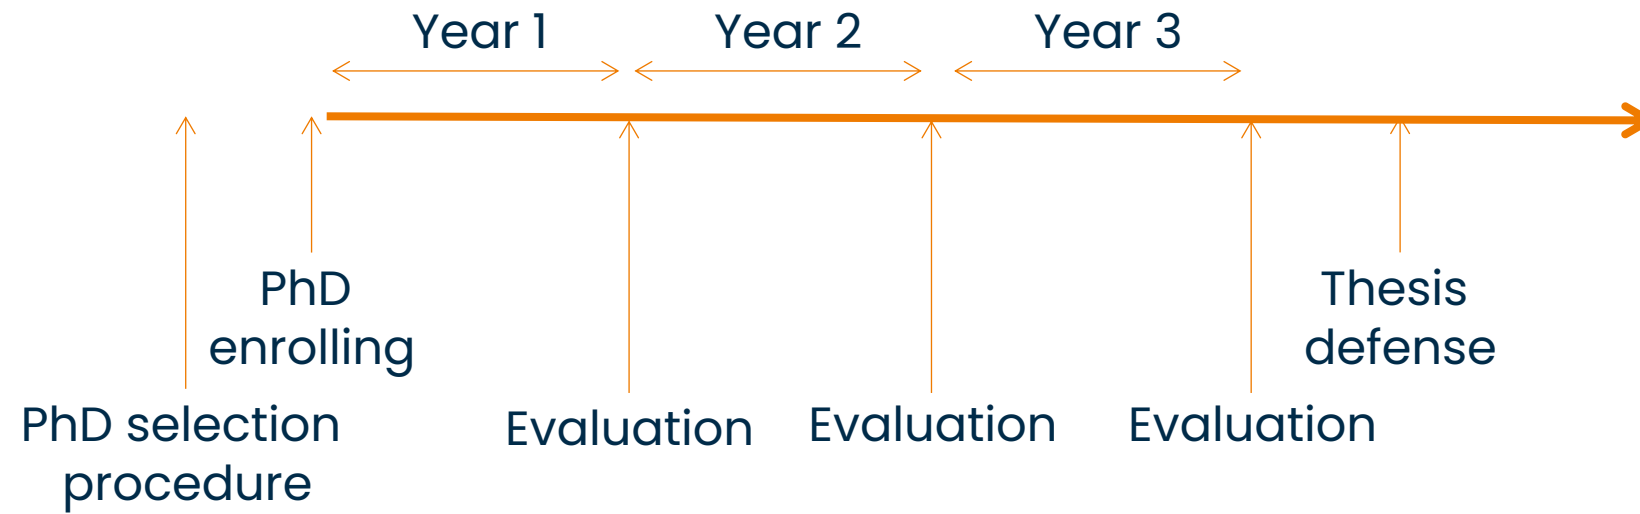 Year 1
Year 2
Year 3
PhD
enrolling
Thesis
defense
PhD selection
procedure
Evaluation
Evaluation
Evaluation